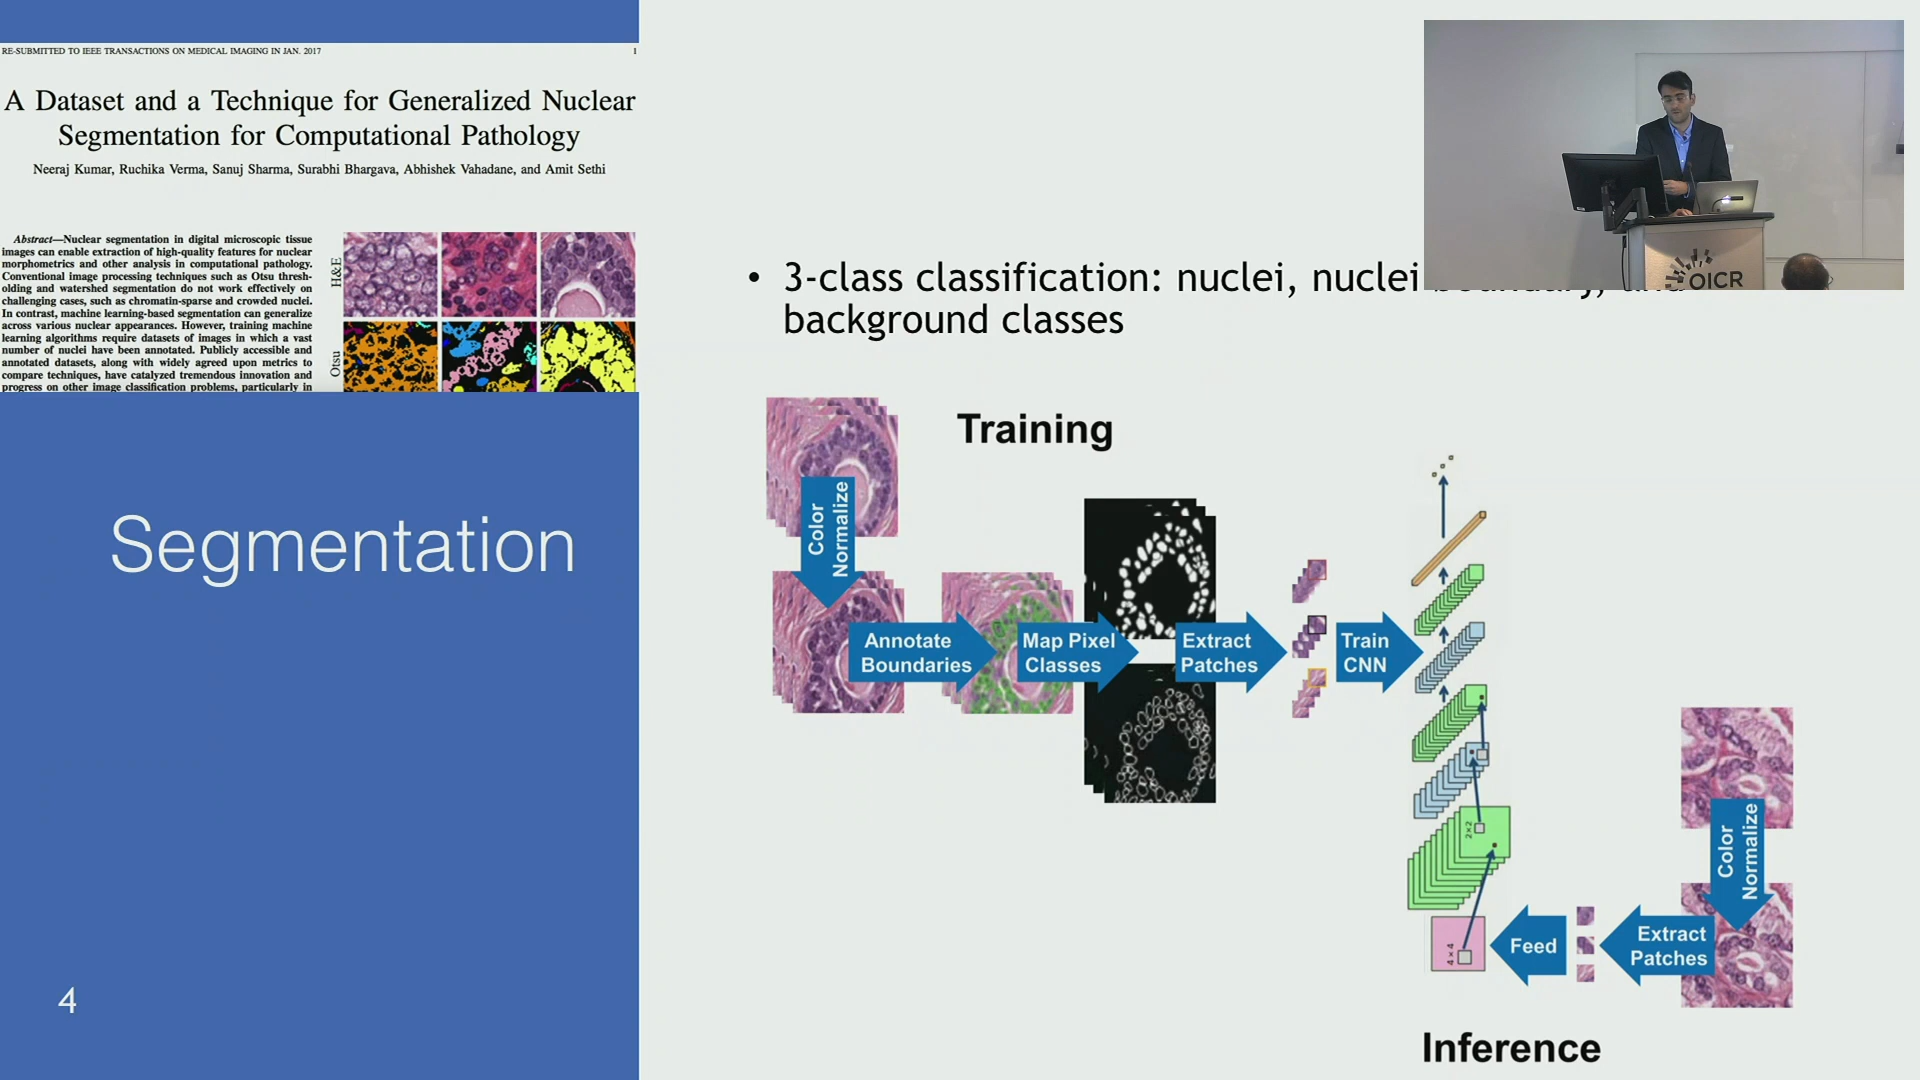 RE-SUBMITTED TO IEEE TRANSACTIONS ON MEDICAL IMAGING IN JAN. 2017
1
A Dataset and a Technique for Generalized Nuclear
Segmentation for Computational Pathology
Neeraj Kumar, Ruchika Verma, Sanuj Sharma, Surabhi Bhargava, Abhishek Vahadane, and Amit Sethi
Abstract—Nuclear segmentation in digital microscopic tissue
images can enable extraction of high-quality features for nuclear
morphometrics and other analysis in computational pathology.
Conventional image processing techniques such as Otsu thresh-
olding and watershed segmentation do not work effectively on
challenging cases, such as chromatin-sparse and crowded nuclei.
In contrast, machine learning-based segmentation can generalize
across various nuclear appearances. However, training machine
learning algorithms require datasets of images in which a vast
number of nuclei have been annotated. Publicly accessible and
annotated datasets, along with widely agreed upon metrics to
compare techniques, have catalyzed tremendous innovation and
progress on other image classification problems, particularly in
H&E
Otsu
Segmentation
4
• 3-class classification: nuclei, nuclei
background classes
OICR
Training
Color
Normalize
Annotate
Boundaries
Map Pixel
Classes
Extract
Patches
Train
CNN
2×2
4×4
Feed
Extract
Patches
Color
Normalize
Inference